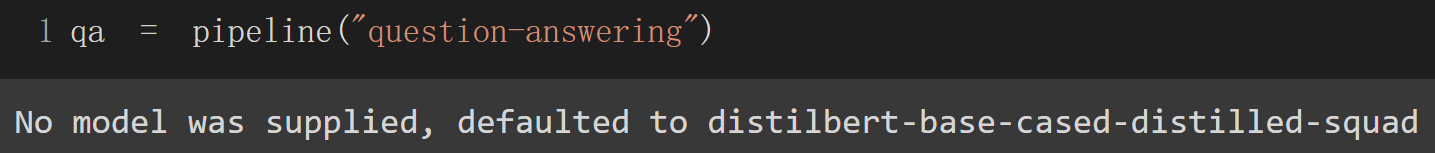 1 qa = pipeline("question-answering")
No model was supplied, defaulted to distilbert-base-cased-distilled-squad